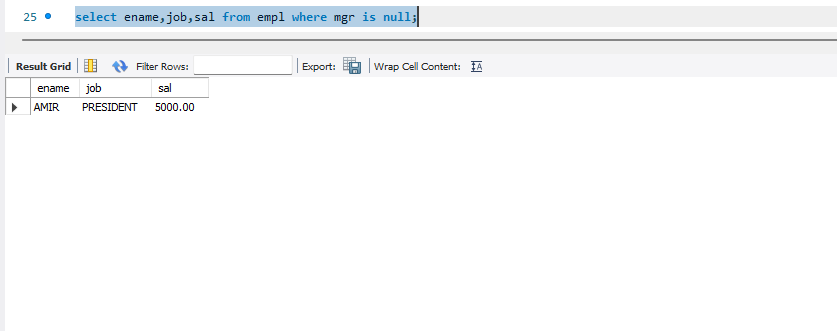 25 select ename,job,sal from empl where mgr is null;
Result Grid Filter Rows: Export: Wrap Cell Content:
ename job sal
AMIR PRESIDENT 5000.00